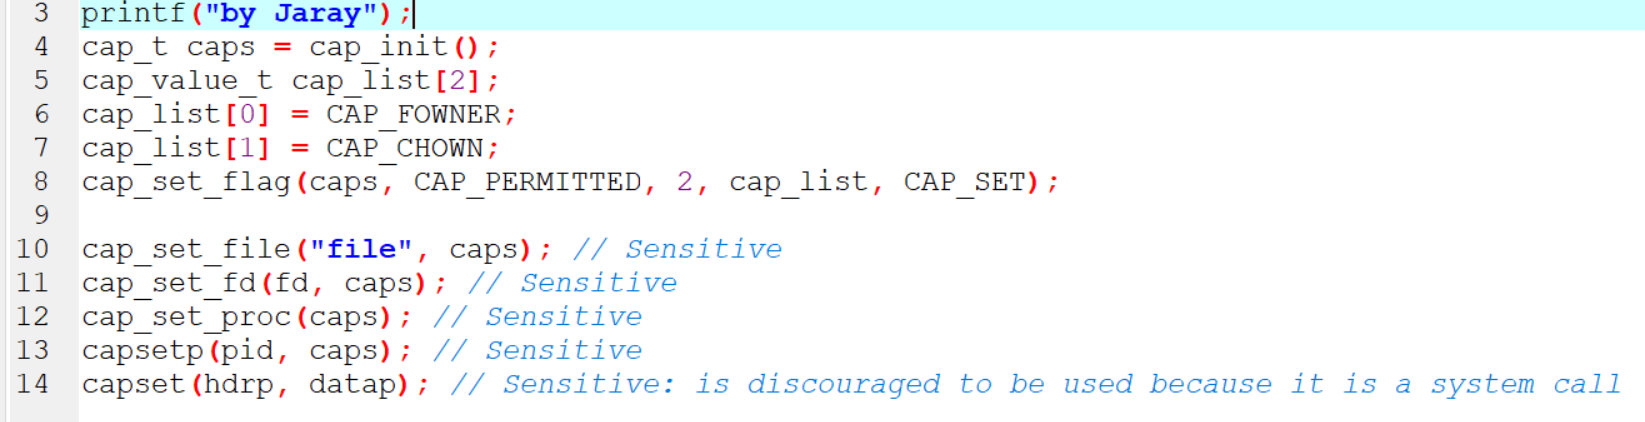 3 printf("by Jaray");
4 cap_t caps = cap_init();
5 cap_value_t cap_list[2];
6 cap_list[0] = CAP_FOWNER;
7 cap_list[1] = CAP_CHOWN;
8 cap_set_flag(caps, CAP_PERMITTED, 2, cap_list, CAP_SET);
9
10 cap_set_file("file", caps); // Sensitive
11 cap_set_fd(fd, caps); // Sensitive
12 cap_set_proc(caps); // Sensitive
13 capsetp(pid, caps); // Sensitive
14 capset(hdrp, datap); // Sensitive: is discouraged to be used because it is a system call